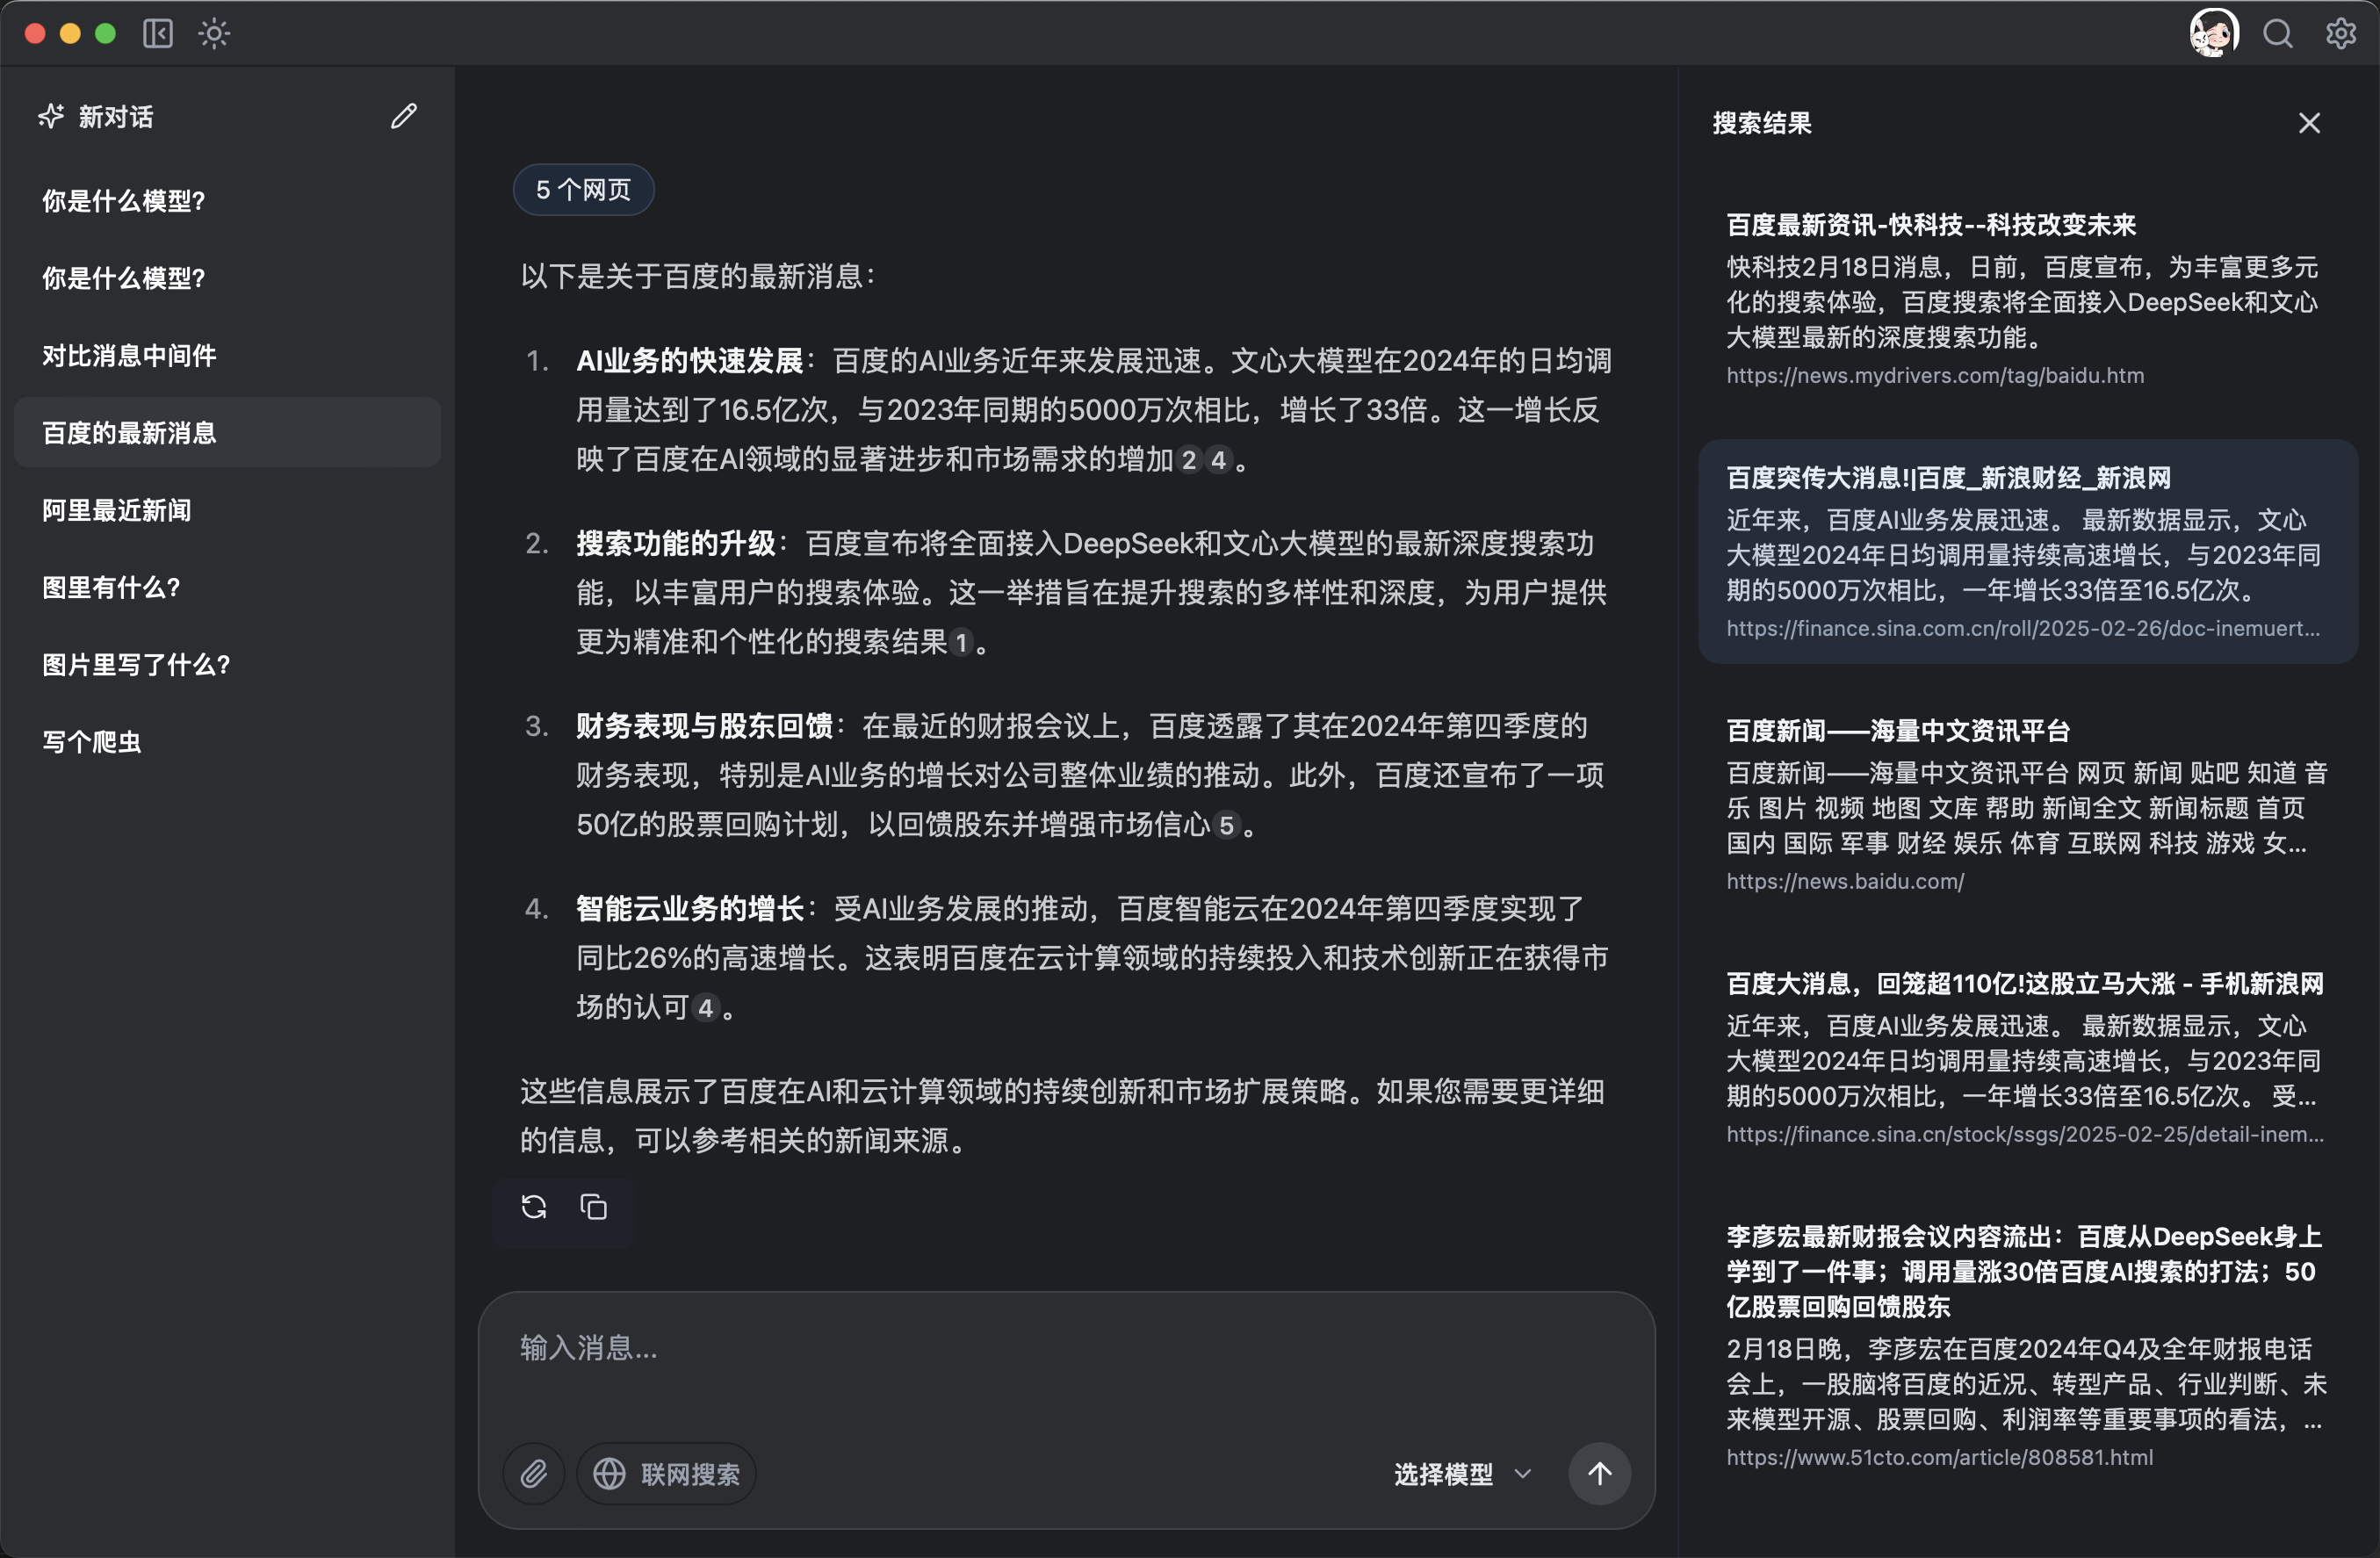 新对话
你是什么模型?
你是什么模型?
对比消息中间件
百度的最新消息
阿里最近新闻
图里有什么?
图片里写了什么?
写个爬虫
5 个网页
以下是关于百度的最新消息：
1. AI业务的快速发展：百度的AI业务近年来发展迅速。文心大模型在2024年的日均调
用量达到了16.5亿次，与2023年同期的5000万次相比，增长了33倍。这一增长反
映了百度在AI领域的显著进步和市场需求的增加 2 4 。
2. 搜索功能的升级：百度宣布将全面接入DeepSeek和文心大模型的最新深度搜索功
能，以丰富用户的搜索体验。这一举措旨在提升搜索的多样性和深度，为用户提供
更为精准和个性化的搜索结果 1 。
3. 财务表现与股东回馈：在最近的财报会议上，百度透露了其在2024年第四季度的
财务表现，特别是AI业务的增长对公司整体业绩的推动。此外，百度还宣布了一项
50亿的股票回购计划，以回馈股东并增强市场信心 5 。
4. 智能云业务的增长：受AI业务发展的推动，百度智能云在2024年第四季度实现了
同比26%的高速增长。这表明百度在云计算领域的持续投入和技术创新正在获得市
场的认可 4 。
这些信息展示了百度在AI和云计算领域的持续创新和市场扩展策略。如果您需要更详细
的信息，可以参考相关的新闻来源。
输入消息...
联网搜索
选择模型
搜索结果
百度最新资讯-快科技--科技改变未来
快科技2月18日消息，日前，百度宣布，为丰富更多元
化的搜索体验，百度搜索将全面接入DeepSeek和文心
大模型最新的深度搜索功能。
https://news.mydrivers.com/tag/baidu.htm
百度突传大消息!|百度_新浪财经_新浪网
近年来，百度AI业务发展迅速。 最新数据显示，文心
大模型2024年日均调用量持续高速增长，与2023年同
期的5000万次相比，一年增长33倍至16.5亿次。
https://finance.sina.com.cn/roll/2025-02-26/doc-inemuert...
百度新闻——海量中文资讯平台
百度新闻——海量中文资讯平台 网页 新闻 贴吧 知道 音
乐 图片 视频 地图 文库 帮助 新闻全文 新闻标题 首页
国内 国际 军事 财经 娱乐 体育 互联网 科技 游戏 女...
https://news.baidu.com/
百度大消息，回笼超110亿!这股立马大涨 - 手机新浪网
近年来，百度AI业务发展迅速。 最新数据显示，文心
大模型2024年日均调用量持续高速增长，与2023年同
期的5000万次相比，一年增长33倍至16.5亿次。 受...
https://finance.sina.cn/stock/ssgs/2025-02-25/detail-inem...
李彦宏最新财报会议内容流出：百度从DeepSeek身上
学到了一件事；调用量涨30倍百度AI搜索的打法；50
亿股票回购回馈股东
2月18日晚，李彦宏在百度2024年Q4及全年财报电话
会上，一股脑将百度的近况、转型产品、行业判断、未
来模型开源、股票回购、利润率等重要事项的看法，...
https://www.51cto.com/article/808581.html